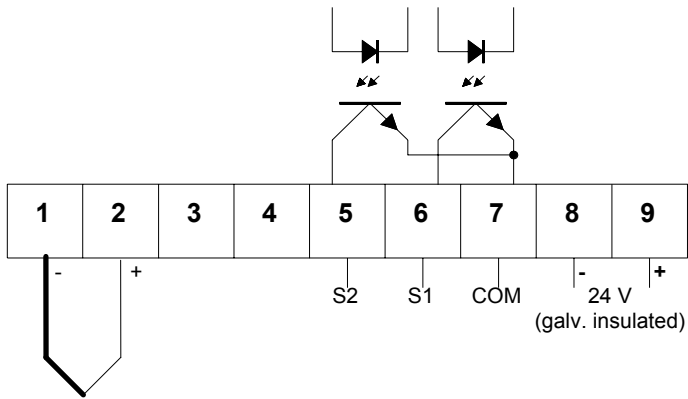 1 2 3 4 5 6 7 8 9
- + - +
S2 S1 COM 24 V
(galv. insulated)